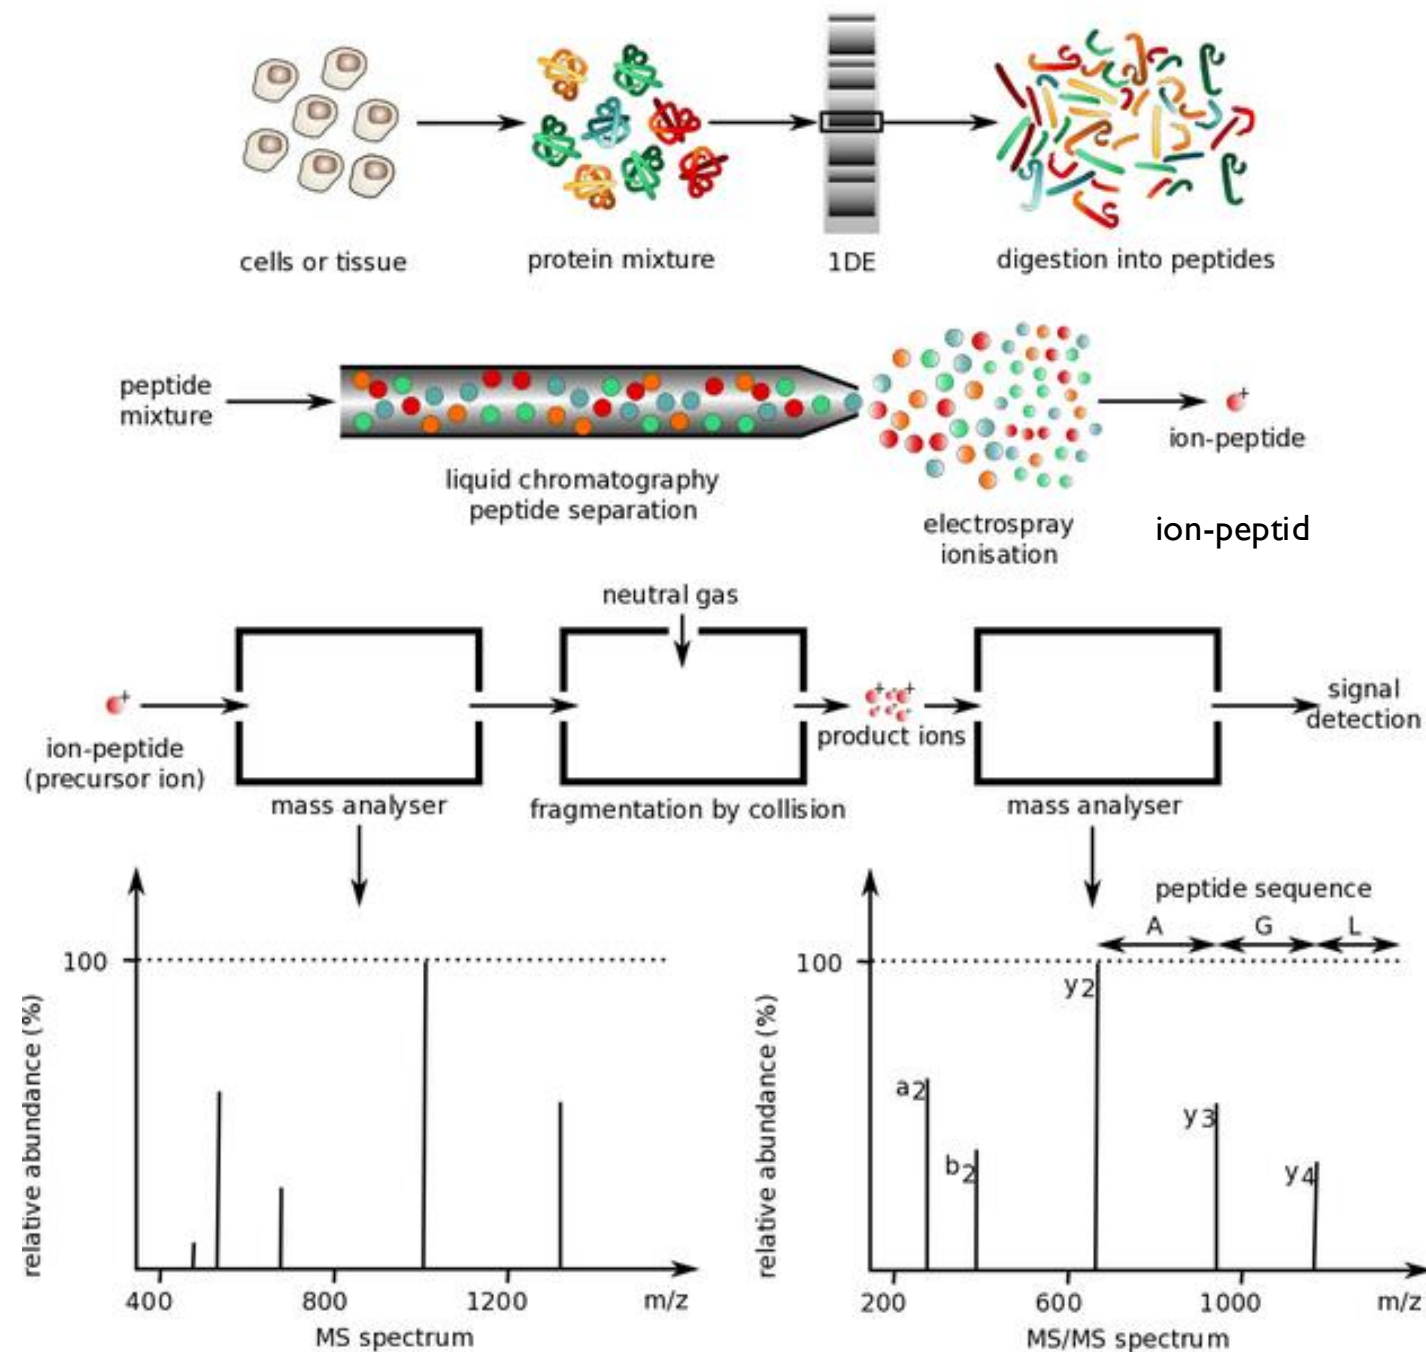 cells or tissue
protein mixture
1DE
digestion into peptides
peptide
mixture
liquid chromatography
peptide separation
electrospray
ionisation
+
ion-peptide
ion-peptid
neutral gas
+
ion-peptide
(precursor ion)
mass analyser
fragmentation by collision
+ +
product ions
mass analyser
signal
detection
100
relative abundance (%)
400 800 1200 m/z
MS spectrum
peptide sequence
A G L
100
y2
a2
y3
b2
y4
relative abundance (%)
200 600 1000 m/z
MS/MS spectrum